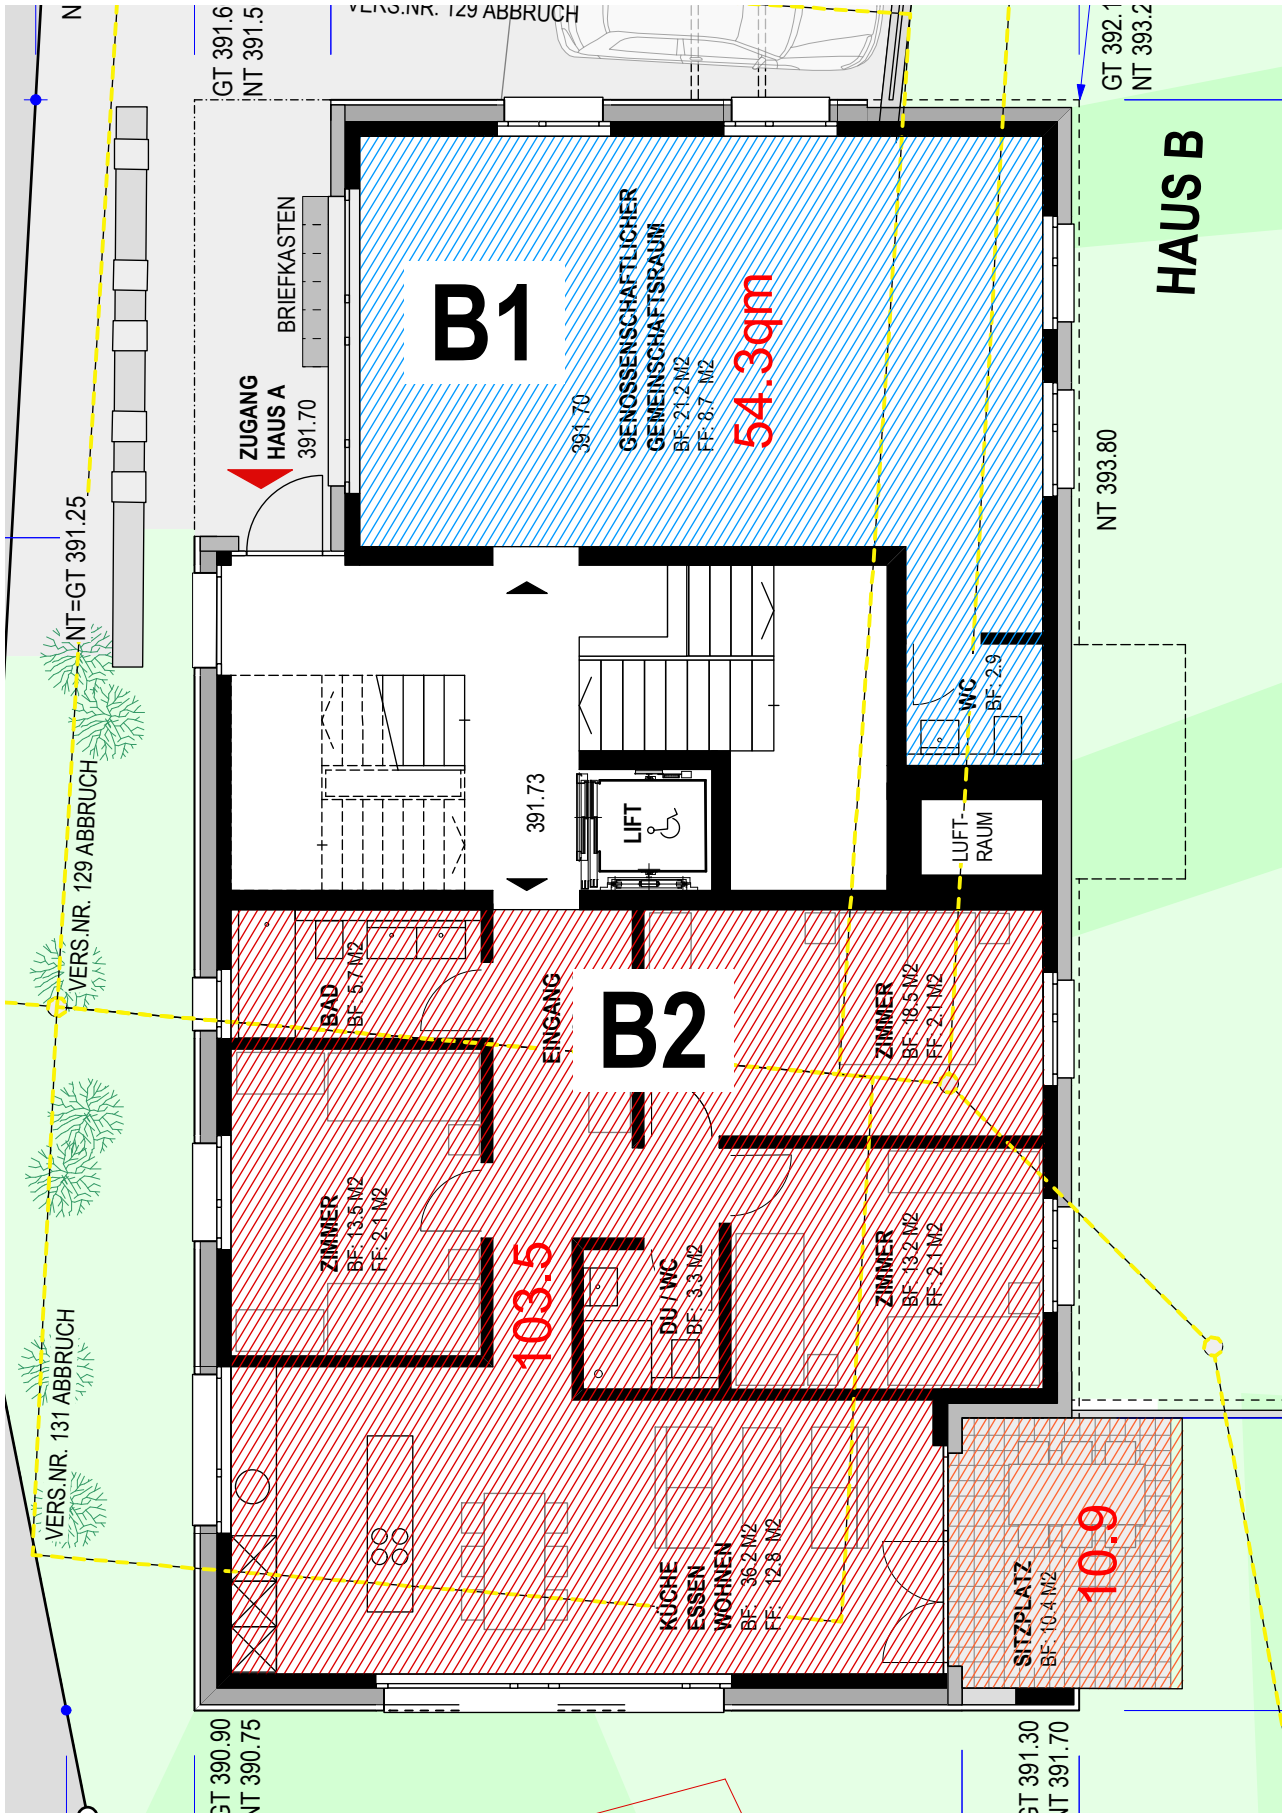 VERS.NR. 129 ABBRUCH
GT 391.6
NT 391.5
GT 392.1
NT 393.2
HAUS B
BRIEFKASTEN
ZUGANG
HAUS A
391.70
B1
391.70
GENOSSENSCHAFTLICHER
GEMEINSCHAFTSRAUM
BF: 21.2 M2
FF: 8.7 M2
54.3qm
NT 393.80
NT=GT 391.25
WC
BF: 2.9
391.73
LIFT
LUFT-
RAUM
VERS.NR. 129 ABBRUCH
BAD
BF: 5.7 M2
EINGANG
B2
ZIMMER
BF: 18.5 M2
FF: 2.1 M2
ZIMMER
BF: 13.5 M2
FF: 2.1 M2
103.5
DU / WC
BF: 3.3 M2
ZIMMER
BF: 13.2 M2
FF: 2.1 M2
VERS.NR. 131 ABBRUCH
KÜCHE
ESSEN
WOHNEN
BF: 36.2 M2
FF: 12.8 M2
SITZPLATZ
BF: 10.4 M2
10.9
GT 390.90
NT 390.75
GT 391.30
NT 391.70